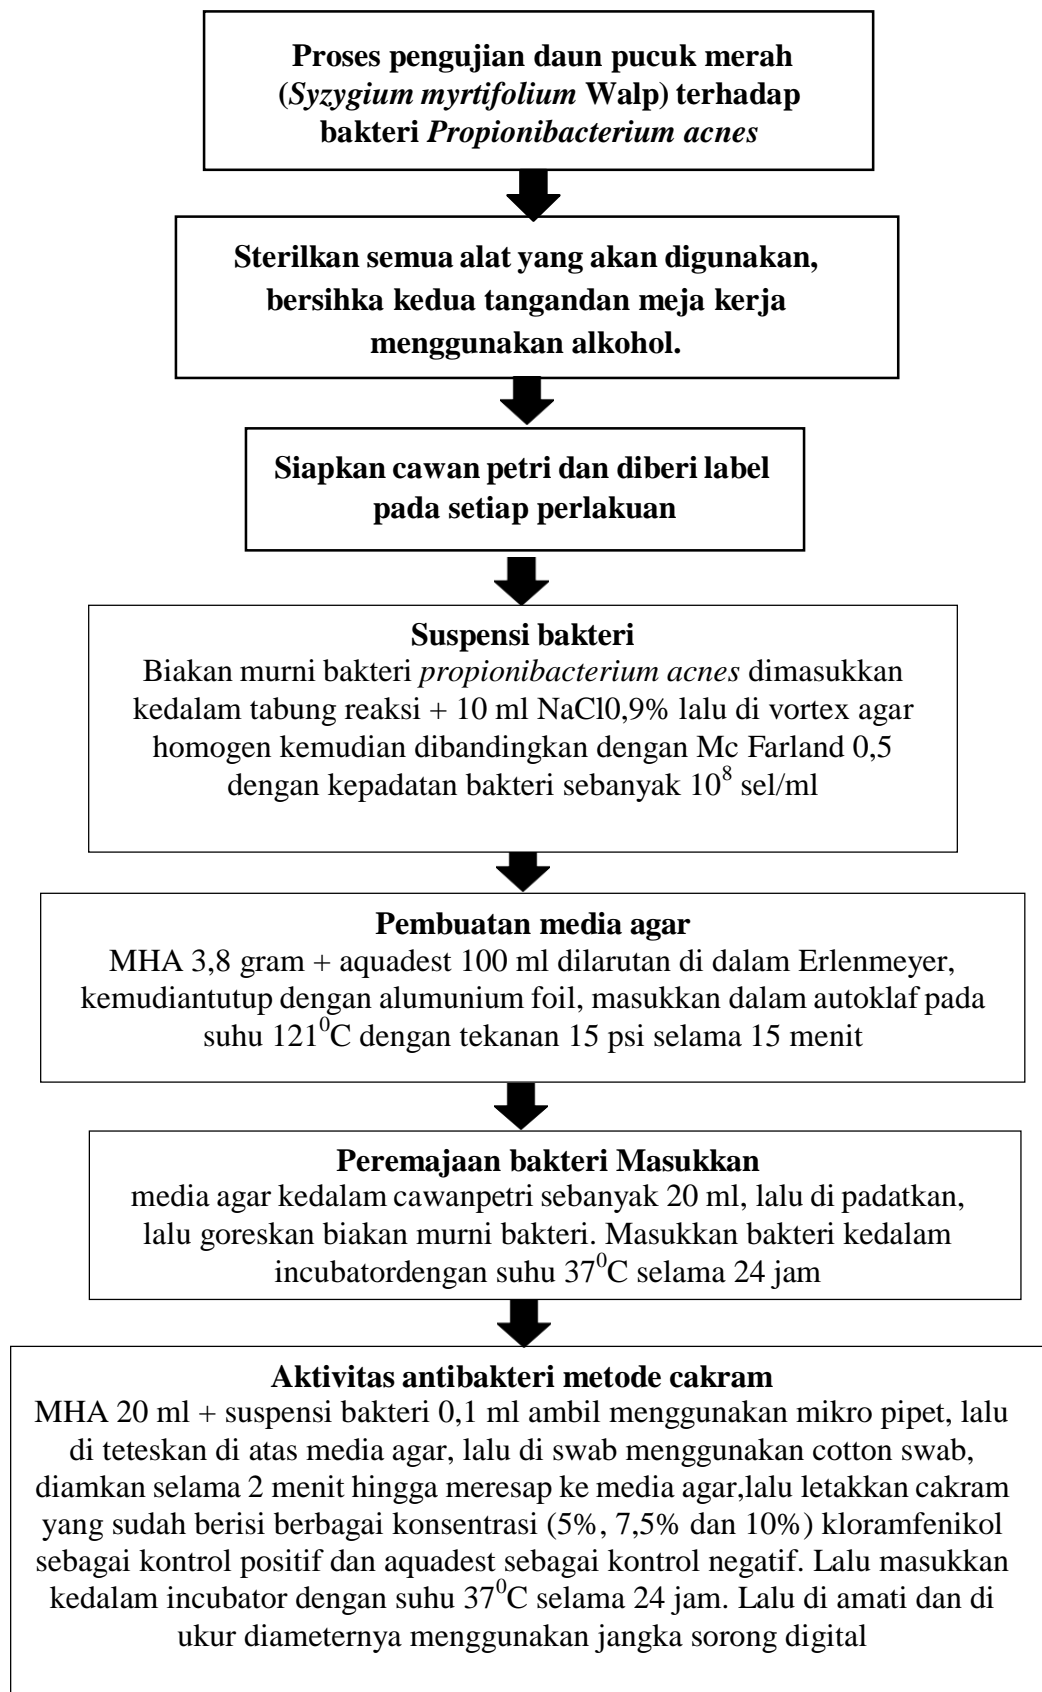 Proses pengujian daun pucuk merah
(Syzygium myrtifolium Walp) terhadap
bakteri Propionibacterium acnes
Sterilkan semua alat yang akan digunakan,
bersihka kedua tangandan meja kerja
menggunakan alkohol.
Siapkan cawan petri dan diberi label
pada setiap perlakuan
Suspensi bakteri
Biakan murni bakteri propionibacterium acnes dimasukkan
kedalam tabung reaksi + 10 ml NaCl0,9% lalu di vortex agar
homogen kemudian dibandingkan dengan Mc Farland 0,5
dengan kepadatan bakteri sebanyak 10⁸ sel/ml
Pembuatan media agar
MHA 3,8 gram + aquadest 100 ml dilarutan di dalam Erlenmeyer,
kemudiantutup dengan alumunium foil, masukkan dalam autoklaf pada
suhu 121⁰C dengan tekanan 15 psi selama 15 menit
Peremajaan bakteri Masukkan
media agar kedalam cawanpetri sebanyak 20 ml, lalu di padatkan,
lalu goreskan biakan murni bakteri. Masukkan bakteri kedalam
incubatordengan suhu 37⁰C selama 24 jam
Aktivitas antibakteri metode cakram
MHA 20 ml + suspensi bakteri 0,1 ml ambil menggunakan mikro pipet, lalu
di teteskan di atas media agar, lalu di swab menggunakan cotton swab,
diamkan selama 2 menit hingga meresap ke media agar,lalu letakkan cakram
yang sudah berisi berbagai konsentrasi (5%, 7,5% dan 10%) kloramfenikol
sebagai kontrol positif dan aquadest sebagai kontrol negatif. Lalu masukkan
kedalam incubator dengan suhu 37⁰C selama 24 jam. Lalu di amati dan di
ukur diameternya menggunakan jangka sorong digital